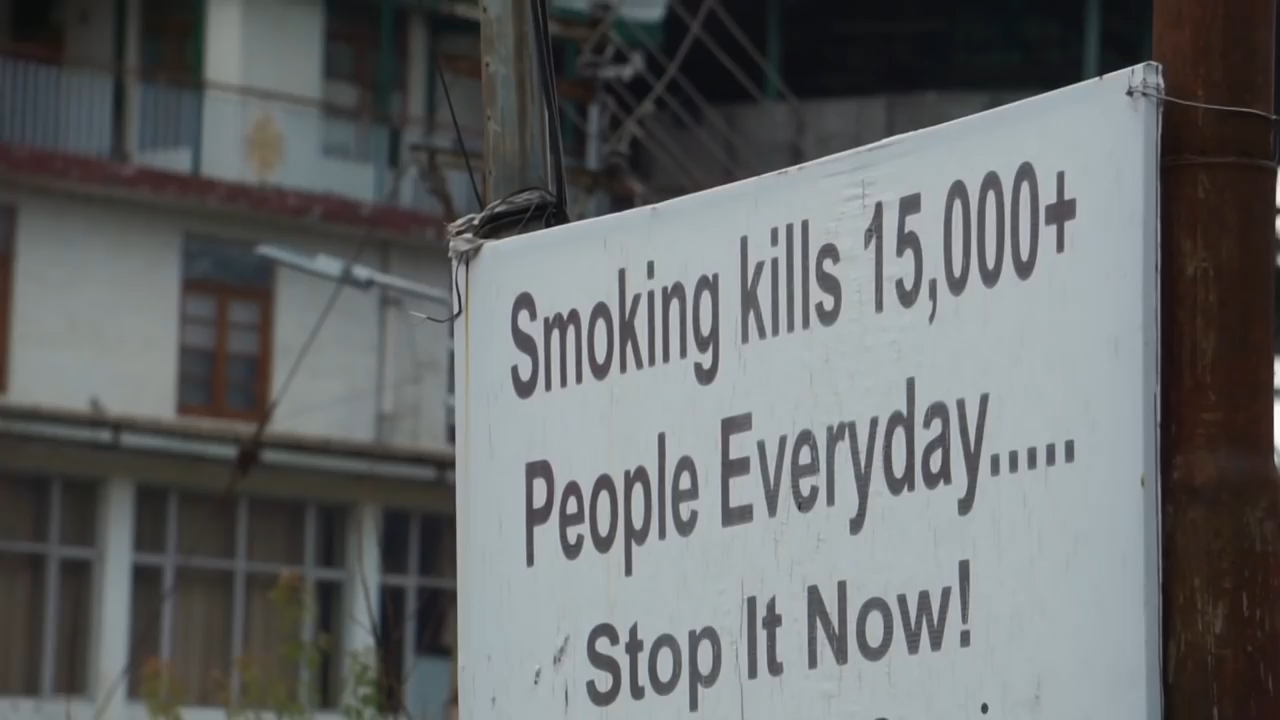 Smoking kills 15,000+
People Everyday.....
Stop It Now!